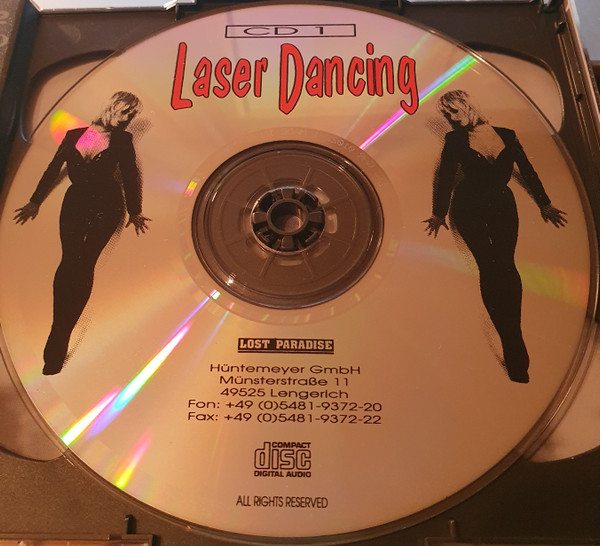 CD 1
Laser Dancing
LOST PARADISE
Hüntemeyer GmbH
Münsterstraße 11
49525 Lengerich
Fon: +49 (0)5481-9372-20
Fax: +49 (0)5481-9372-22
COMPACT
disc
DIGITAL AUDIO
ALL RIGHTS RESERVED